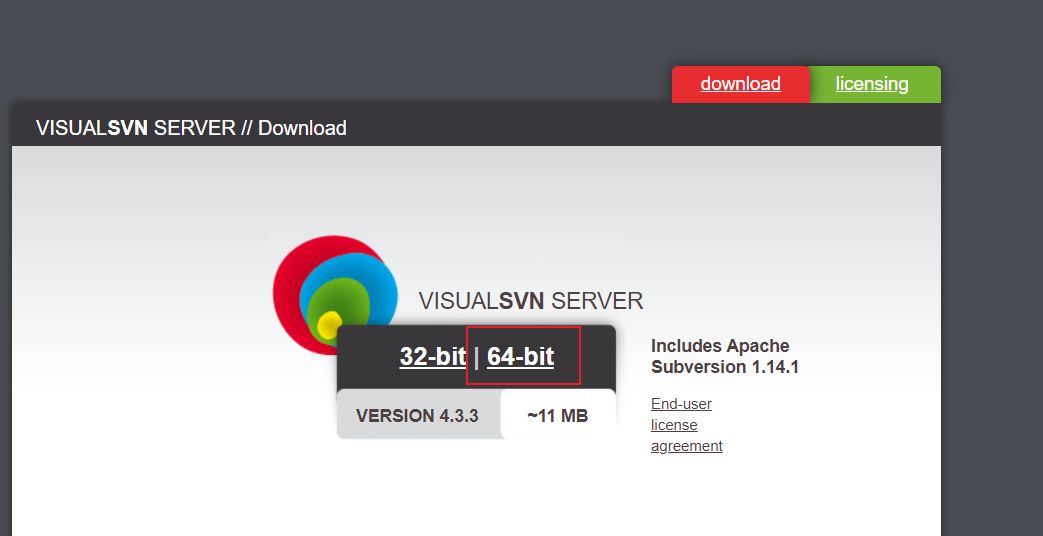 download
licensing
VISUALSVN SERVER // Download
VISUALSVN SERVER
32-bit | 64-bit
VERSION 4.3.3
~11 MB
Includes Apache
Subversion 1.14.1
End-user
license
agreement